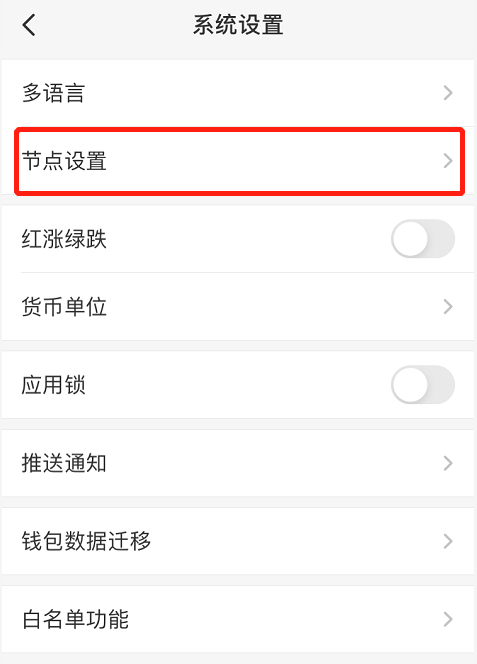 系统设置
多语言
节点设置
红涨绿跌
货币单位
应用锁
推送通知
钱包数据迁移
白名单功能